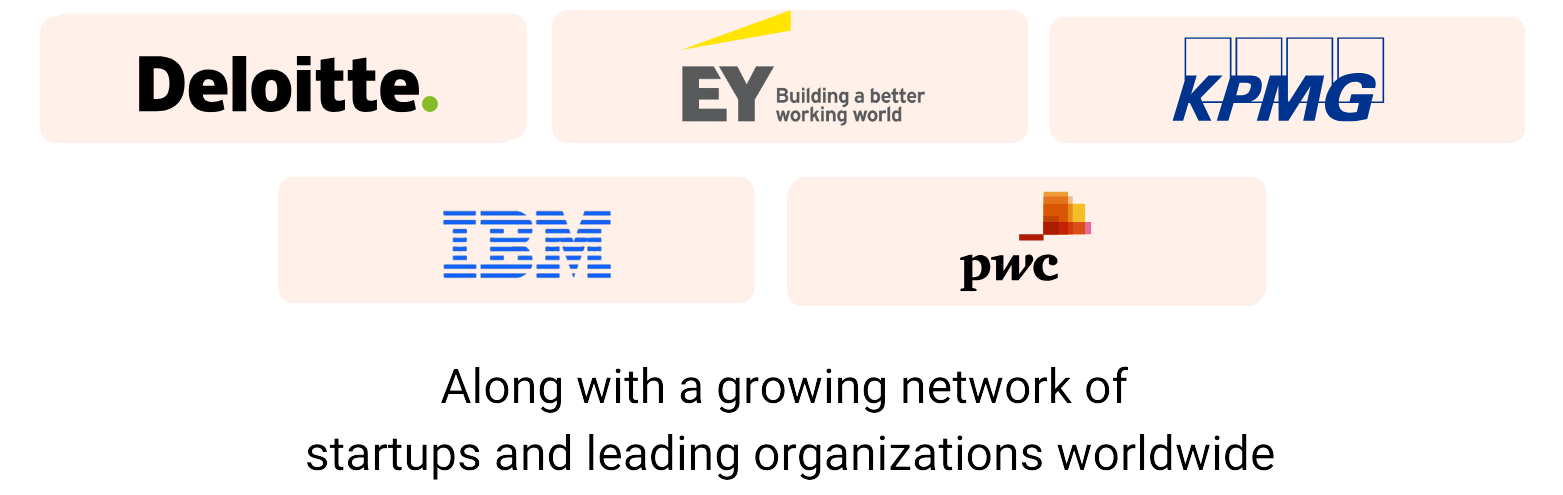 Deloitte.
EY Building a better
working world
KPMG
IBM
pwc
Along with a growing network of
startups and leading organizations worldwide